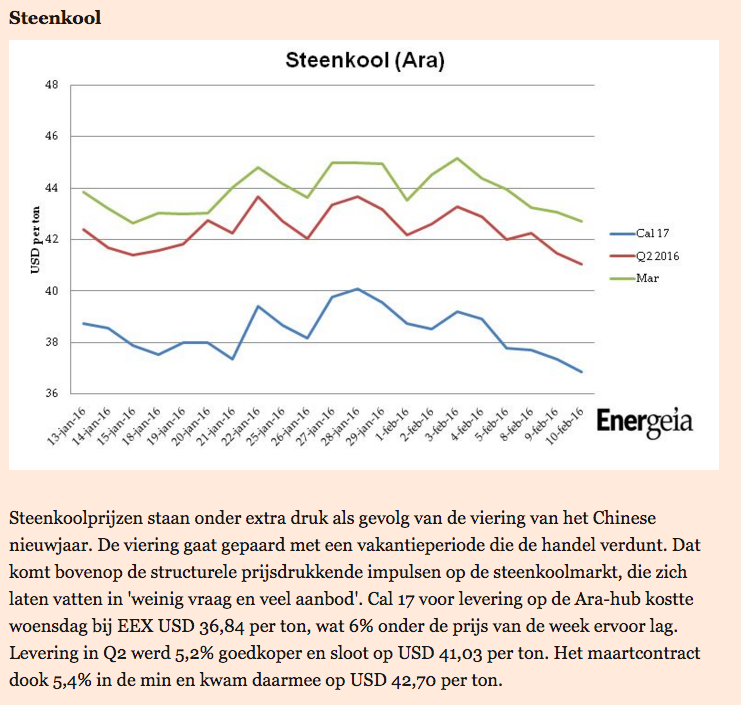 Steenkool
Steenkool (Ara)
48
46
44
42
40
38
36
USD per ton
Cal 17
Q2 2016
Mar
13-jan-16
14-jan-16
15-jan-16
18-jan-16
19-jan-16
20-jan-16
21-jan-16
22-jan-16
25-jan-16
26-jan-16
27-jan-16
28-jan-16
29-jan-16
1-feb-16
2-feb-16
3-feb-16
4-feb-16
5-feb-16
8-feb-16
9-feb-16
10-feb-16
Energeia
Steenkoolprijzen staan onder extra druk als gevolg van de viering van het Chinese
nieuwjaar. De viering gaat gepaard met een vakantieperiode die de handel verdunt. Dat
komt bovenop de structurele prijsdrukkende impulsen op de steenkoolmarkt, die zich
laten vatten in 'weinig vraag en veel aanbod'. Cal 17 voor levering op de Ara-hub kostte
woensdag bij EEX USD 36,84 per ton, wat 6% onder de prijs van de week ervoor lag.
Levering in Q2 werd 5,2% goedkoper en sloot op USD 41,03 per ton. Het maartcontract
dook 5,4% in de min en kwam daarmee op USD 42,70 per ton.